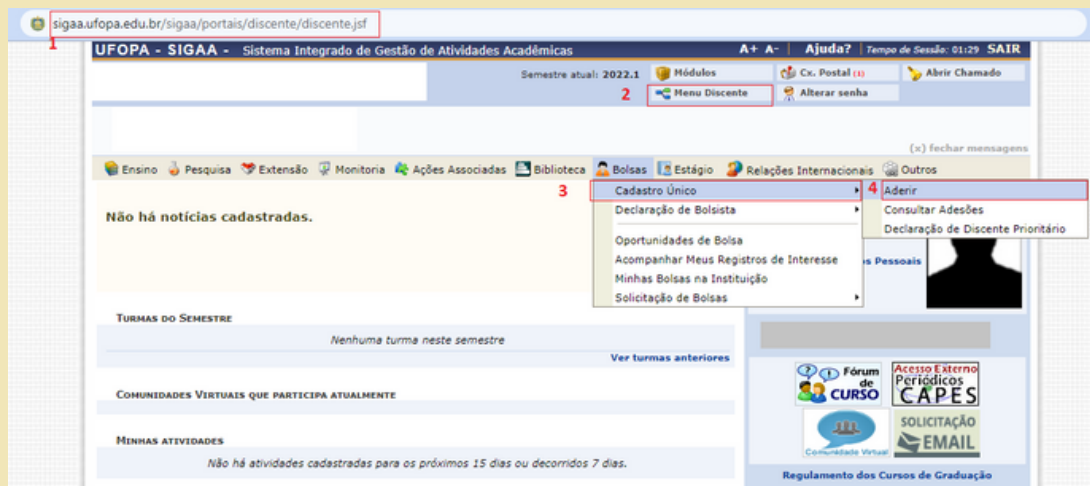 sigaa.ufopa.edu.br/sigaa/portais/discente/discente.jsf
1
UFOPA - SIGAA - Sistema Integrado de Gestão de Atividades Acadêmicas
A+ A- | Ajuda? | Tempo de Sessão: 01:29 SAIR
Semestre atual: 2022.1
Módulos
Cx. Postal (1)
Abrir Chamado
2
Menu Discente
Alterar senha
(x) fechar mensagens
Ensino Pesquisa Extensão Monitoria Ações Associadas Biblioteca Bolsas Estágio Relações Internacionais Outros
3
Cadastro Único
4
Aderir
Declaração de Bolsista
Consultar Adesões
Declaração de Discente Prioritário
Não há notícias cadastradas.
Oportunidades de Bolsa
Acompanhar Meus Registros de Interesse
Minhas Bolsas na Instituição
Solicitação de Bolsas
s Pessoais
TURMAS DO SEMESTRE
Nenhuma turma neste semestre
Ver turmas anteriores
COMUNIDADES VIRTUAIS QUE PARTICIPA ATUALMENTE
MINHAS ATIVIDADES
Não há atividades cadastradas para os próximos 15 dias ou decorridos 7 dias.
Fórum
de
CURSO
Acesso Externo
Periódicos
CAPES
Comunidade Virtual
SOLICITAÇÃO
EMAIL
Regulamento dos Cursos de Graduação